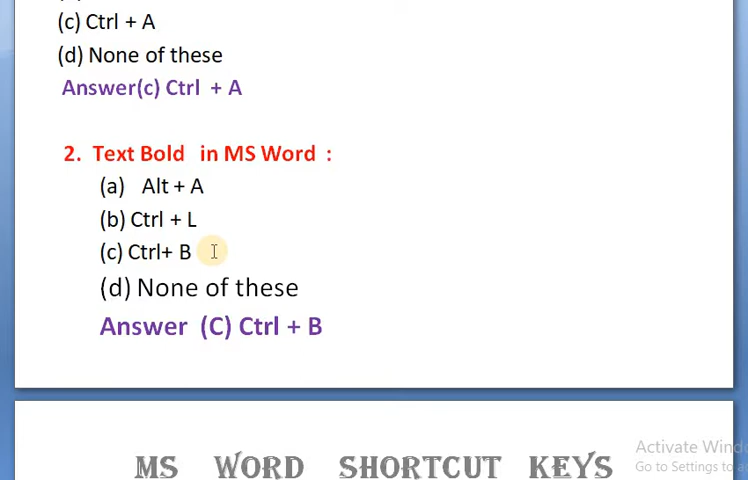 (c) Ctrl + A
(d) None of these
Answer(c) Ctrl + A
2. Text Bold in MS Word :
(a) Alt + A
(b) Ctrl + L
(c) Ctrl+ B
(d) None of these
Answer (C) Ctrl + B
MS WORD SHORTCUT KEYS
Activate
Go to Settings to